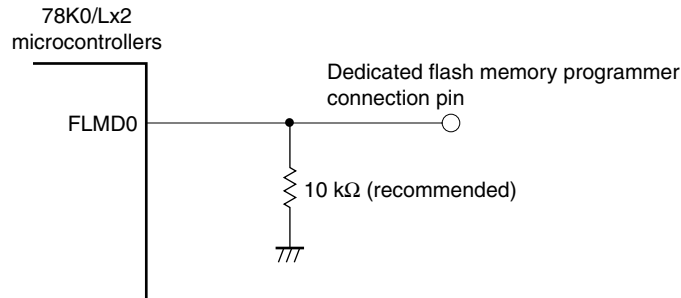 78K0/Lx2
microcontrollers
Dedicated flash memory programmer
connection pin
FLMD0
10 kΩ (recommended)